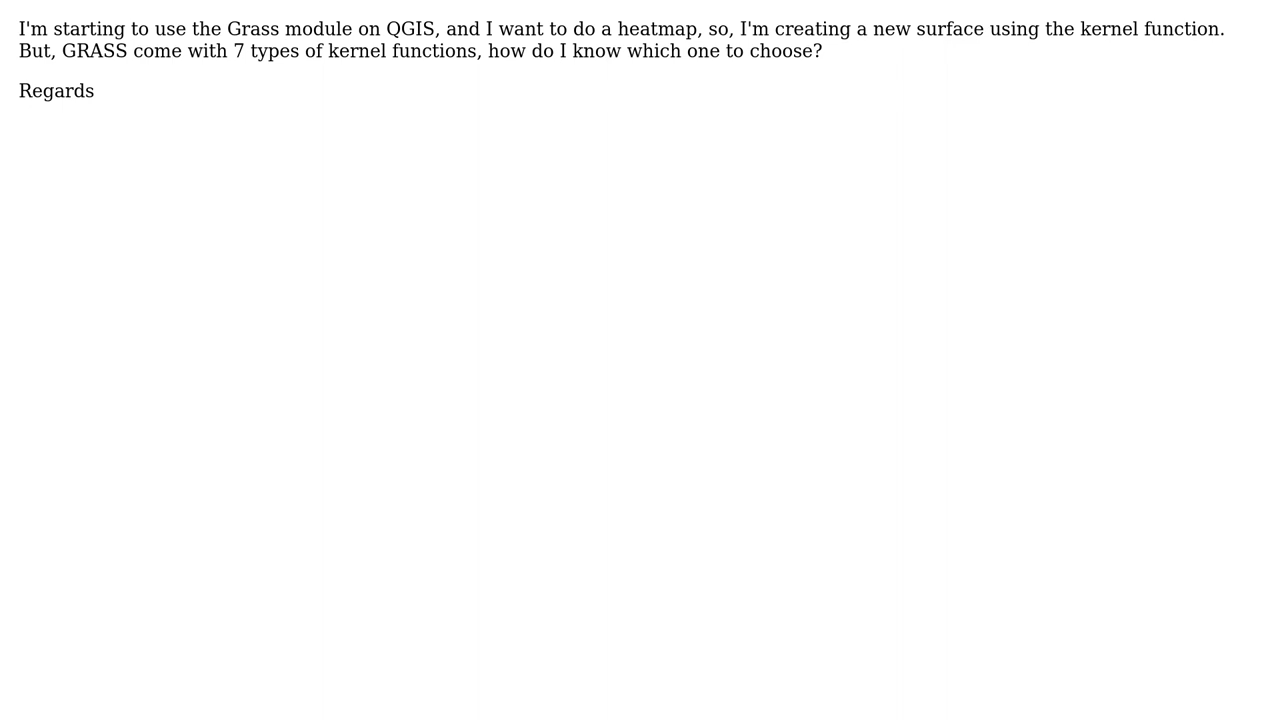 I'm starting to use the Grass module on QGIS, and I want to do a heatmap, so, I'm creating a new surface using the kernel function.
But, GRASS come with 7 types of kernel functions, how do I know which one to choose?
Regards